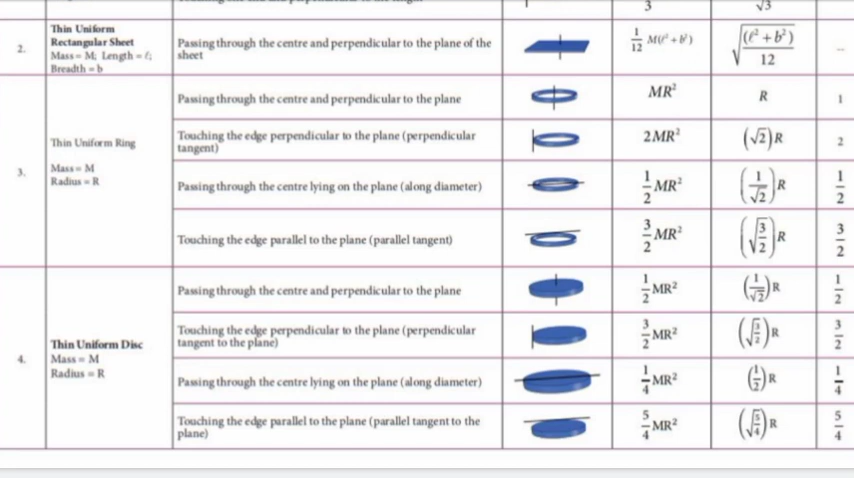 3
√3
2.
Thin Uniform
Rectangular Sheet
Mass = M; Length = ℓ;
Breadth = b
Passing through the centre and perpendicular to the plane of the
sheet
1/12 M(ℓ² + b²)
√((ℓ² + b²)/12)
--
3.
Thin Uniform Ring
Mass = M
Radius = R
Passing through the centre and perpendicular to the plane
MR²
R
1
Touching the edge perpendicular to the plane (perpendicular
tangent)
2MR²
(√2)R
2
Passing through the centre lying on the plane (along diameter)
1/2 MR²
(1/√2)R
1/2
Touching the edge parallel to the plane (parallel tangent)
3/2 MR²
(√(3/2))R
3/2
4.
Thin Uniform Disc
Mass = M
Radius = R
Passing through the centre and perpendicular to the plane
1/2 MR²
(1/√2)R
1/2
Touching the edge perpendicular to the plane (perpendicular
tangent to the plane)
3/2 MR²
(√(3/2))R
3/2
Passing through the centre lying on the plane (along diameter)
1/4 MR²
(1/2)R
1/4
Touching the edge parallel to the plane (parallel tangent to the
plane)
5/4 MR²
(√(5/4))R
5/4